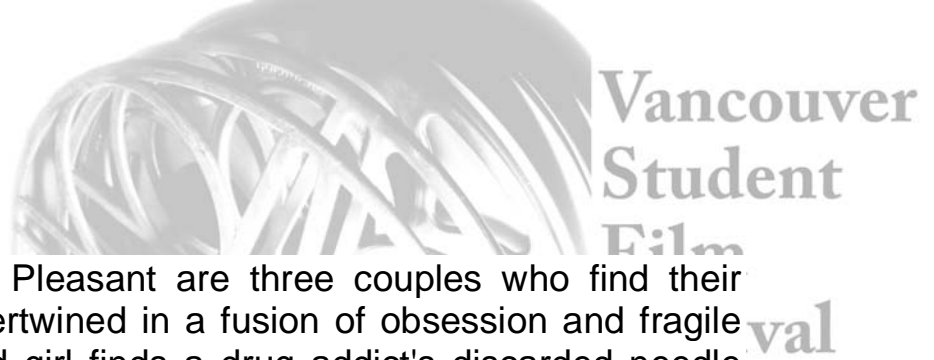 Vancouver
Student
Film
Pleasant are three couples who find their
ertwined in a fusion of obsession and fragile
val
d girl finds a drug addict's discarded needle